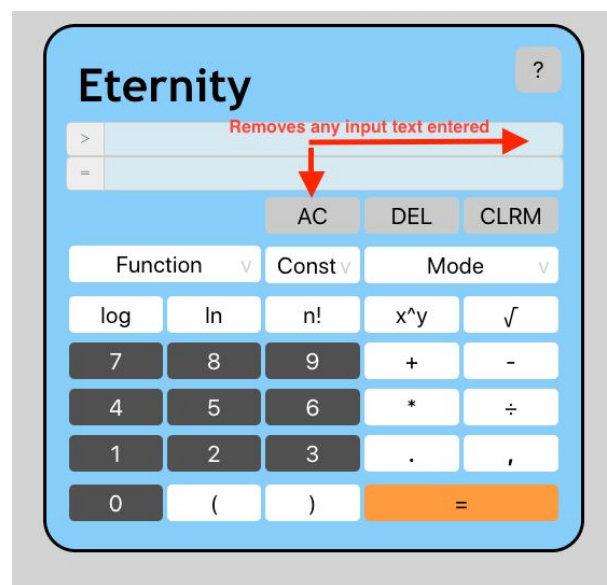 ?
Eternity
Removes any input text entered
>
=
AC DEL CLRM
Function v Const v Mode v
log ln n! x^y √
7 8 9 + -
4 5 6 * ÷
1 2 3 . ,
0 ( ) =